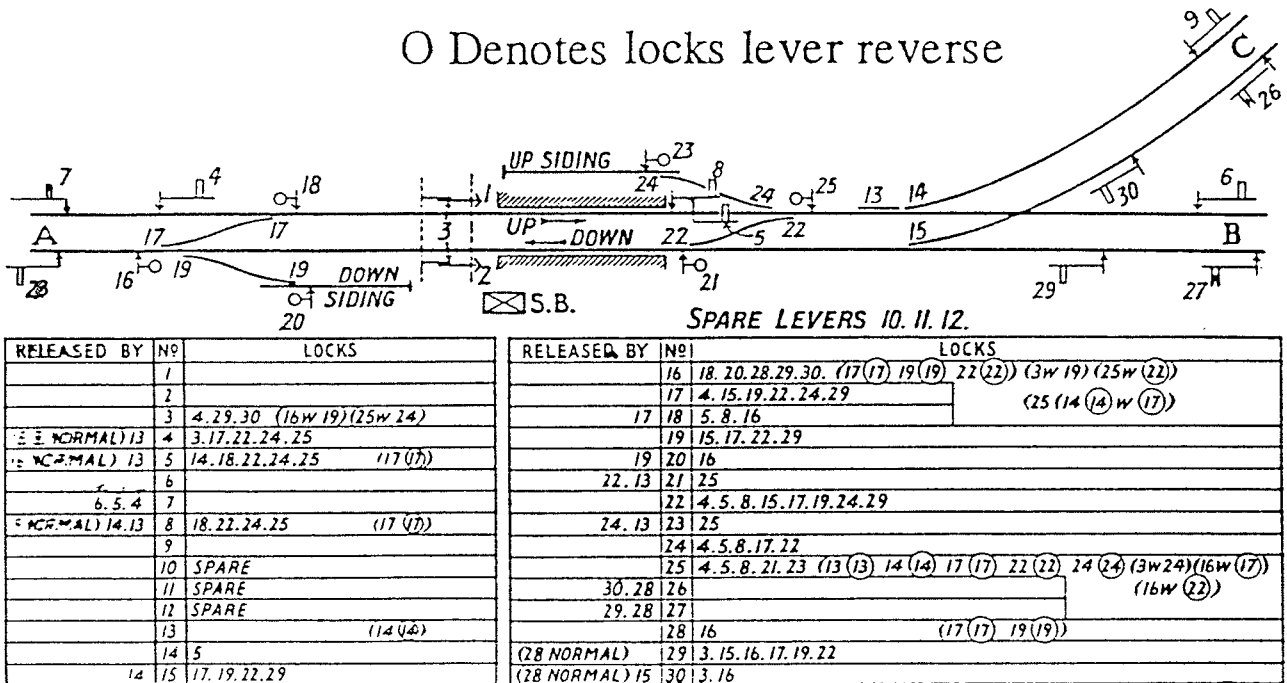 O Denotes locks lever reverse
9
C
26
7
4
18
UP SIDING
23
8
24
24
25
13
14
6
30
A
17
17
3
1
UP
DOWN
22
5
22
15
B
16
19
19
DOWN
SIDING
20
2
S.B.
21
29
27
SPARE LEVERS 10. 11. 12.
RELEASED BY Nº LOCKS
1
2
3 4.29.30 (16w 19)(25w 24)
NORMAL) 13 4 3.17.22.24.25
13 5 14.18.22.24.25 (17 (17))
6
6.5.4 7
14.13 8 18.22.24.25 (17 (17))
9
10 SPARE
11 SPARE
12 SPARE
13 (14 (14))
14 5
14 15 17.19.22.29
RELEASED BY Nº LOCKS
16 18.20.28.29.30. (17(17) 19(19) 22(22)) (3w 19) (25w (22))
17 4.15.19.22.24.29 (25 (14 (14) w (17))
17 18 5.8.16
19 15.17.22.29
19 20 16
22.13 21 25
22 4.5.8.15.17.19.24.29
24.13 23 25
24 4.5.8.17.22
25 4.5.8.21.23 (13(13) 14(14) 17(17) 22(22) 24(24) (3w24)(16w(17))
30.28 26 (16w (22))
29.28 27
28 16 (17(17) 19(19))
(28 NORMAL) 29 3.15.16.17.19.22
(28 NORMAL) 15 30 3.16